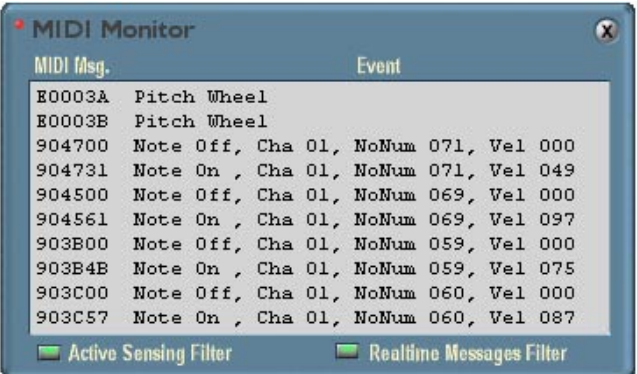 MIDI Monitor X
MIDI Msg. Event
E0003A Pitch Wheel
E0003B Pitch Wheel
904700 Note Off, Cha 01, NoNum 071, Vel 000
904731 Note On , Cha 01, NoNum 071, Vel 049
904500 Note Off, Cha 01, NoNum 069, Vel 000
904561 Note On , Cha 01, NoNum 069, Vel 097
903B00 Note Off, Cha 01, NoNum 059, Vel 000
903B4B Note On , Cha 01, NoNum 059, Vel 075
903C00 Note Off, Cha 01, NoNum 060, Vel 000
903C57 Note On , Cha 01, NoNum 060, Vel 087
Active Sensing Filter Realtime Messages Filter